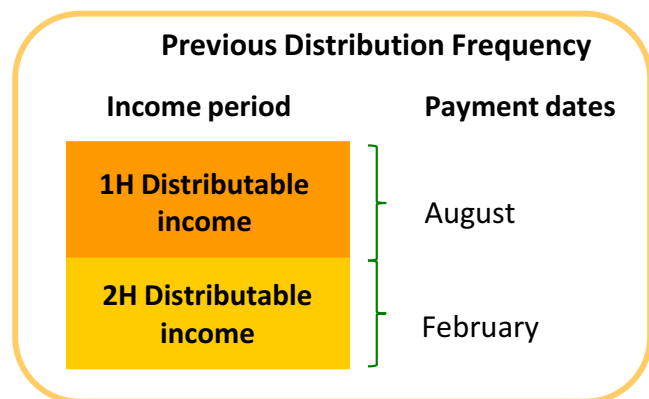 Previous Distribution Frequency
Income period
Payment dates
1H Distributable
income
August
2H Distributable
income
February